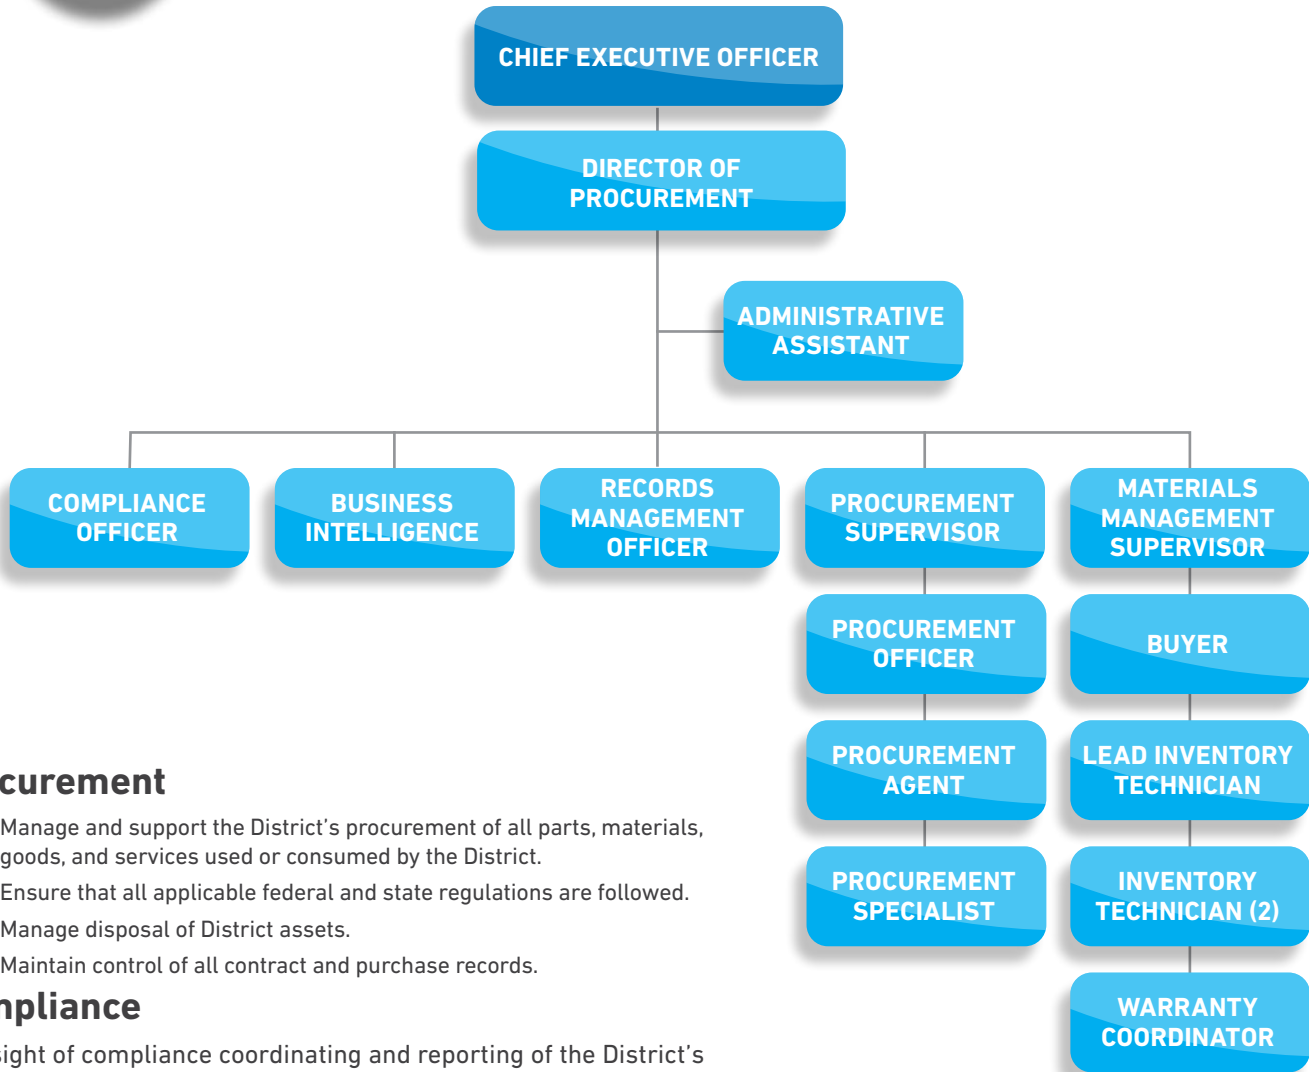 CHIEF EXECUTIVE OFFICER
DIRECTOR OF
PROCUREMENT
ADMINISTRATIVE
ASSISTANT
COMPLIANCE
OFFICER
BUSINESS
INTELLIGENCE
RECORDS
MANAGEMENT
OFFICER
PROCUREMENT
SUPERVISOR
MATERIALS
MANAGEMENT
SUPERVISOR
PROCUREMENT
OFFICER
BUYER
PROCUREMENT
AGENT
LEAD INVENTORY
TECHNICIAN
PROCUREMENT
SPECIALIST
INVENTORY
TECHNICIAN (2)
WARRANTY
COORDINATOR
curement
Manage and support the District’s procurement of all parts, materials,
goods, and services used or consumed by the District.
Ensure that all applicable federal and state regulations are followed.
Manage disposal of District assets.
Maintain control of all contract and purchase records.
npliance
sight of compliance coordinating and reporting of the District’s